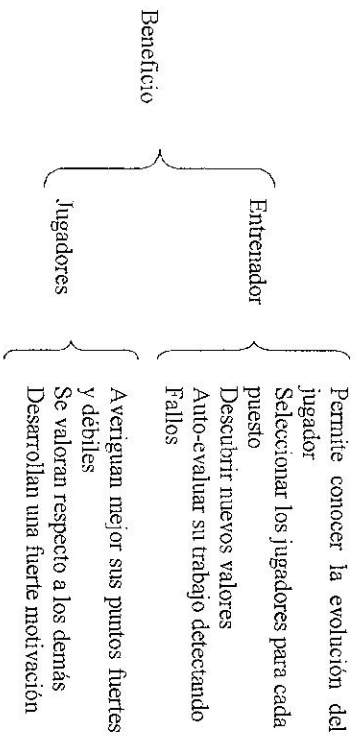 Beneficio
Entrenador
Permite conocer la evolución del
jugador
Seleccionar los jugadores para cada
puesto
Descubrir nuevos valores
Auto-evaluar su trabajo detectando
Fallos
Jugadores
Averiguan mejor sus puntos fuertes
y débiles
Se valoran respecto a los demás
Desarrollan una fuerte motivación